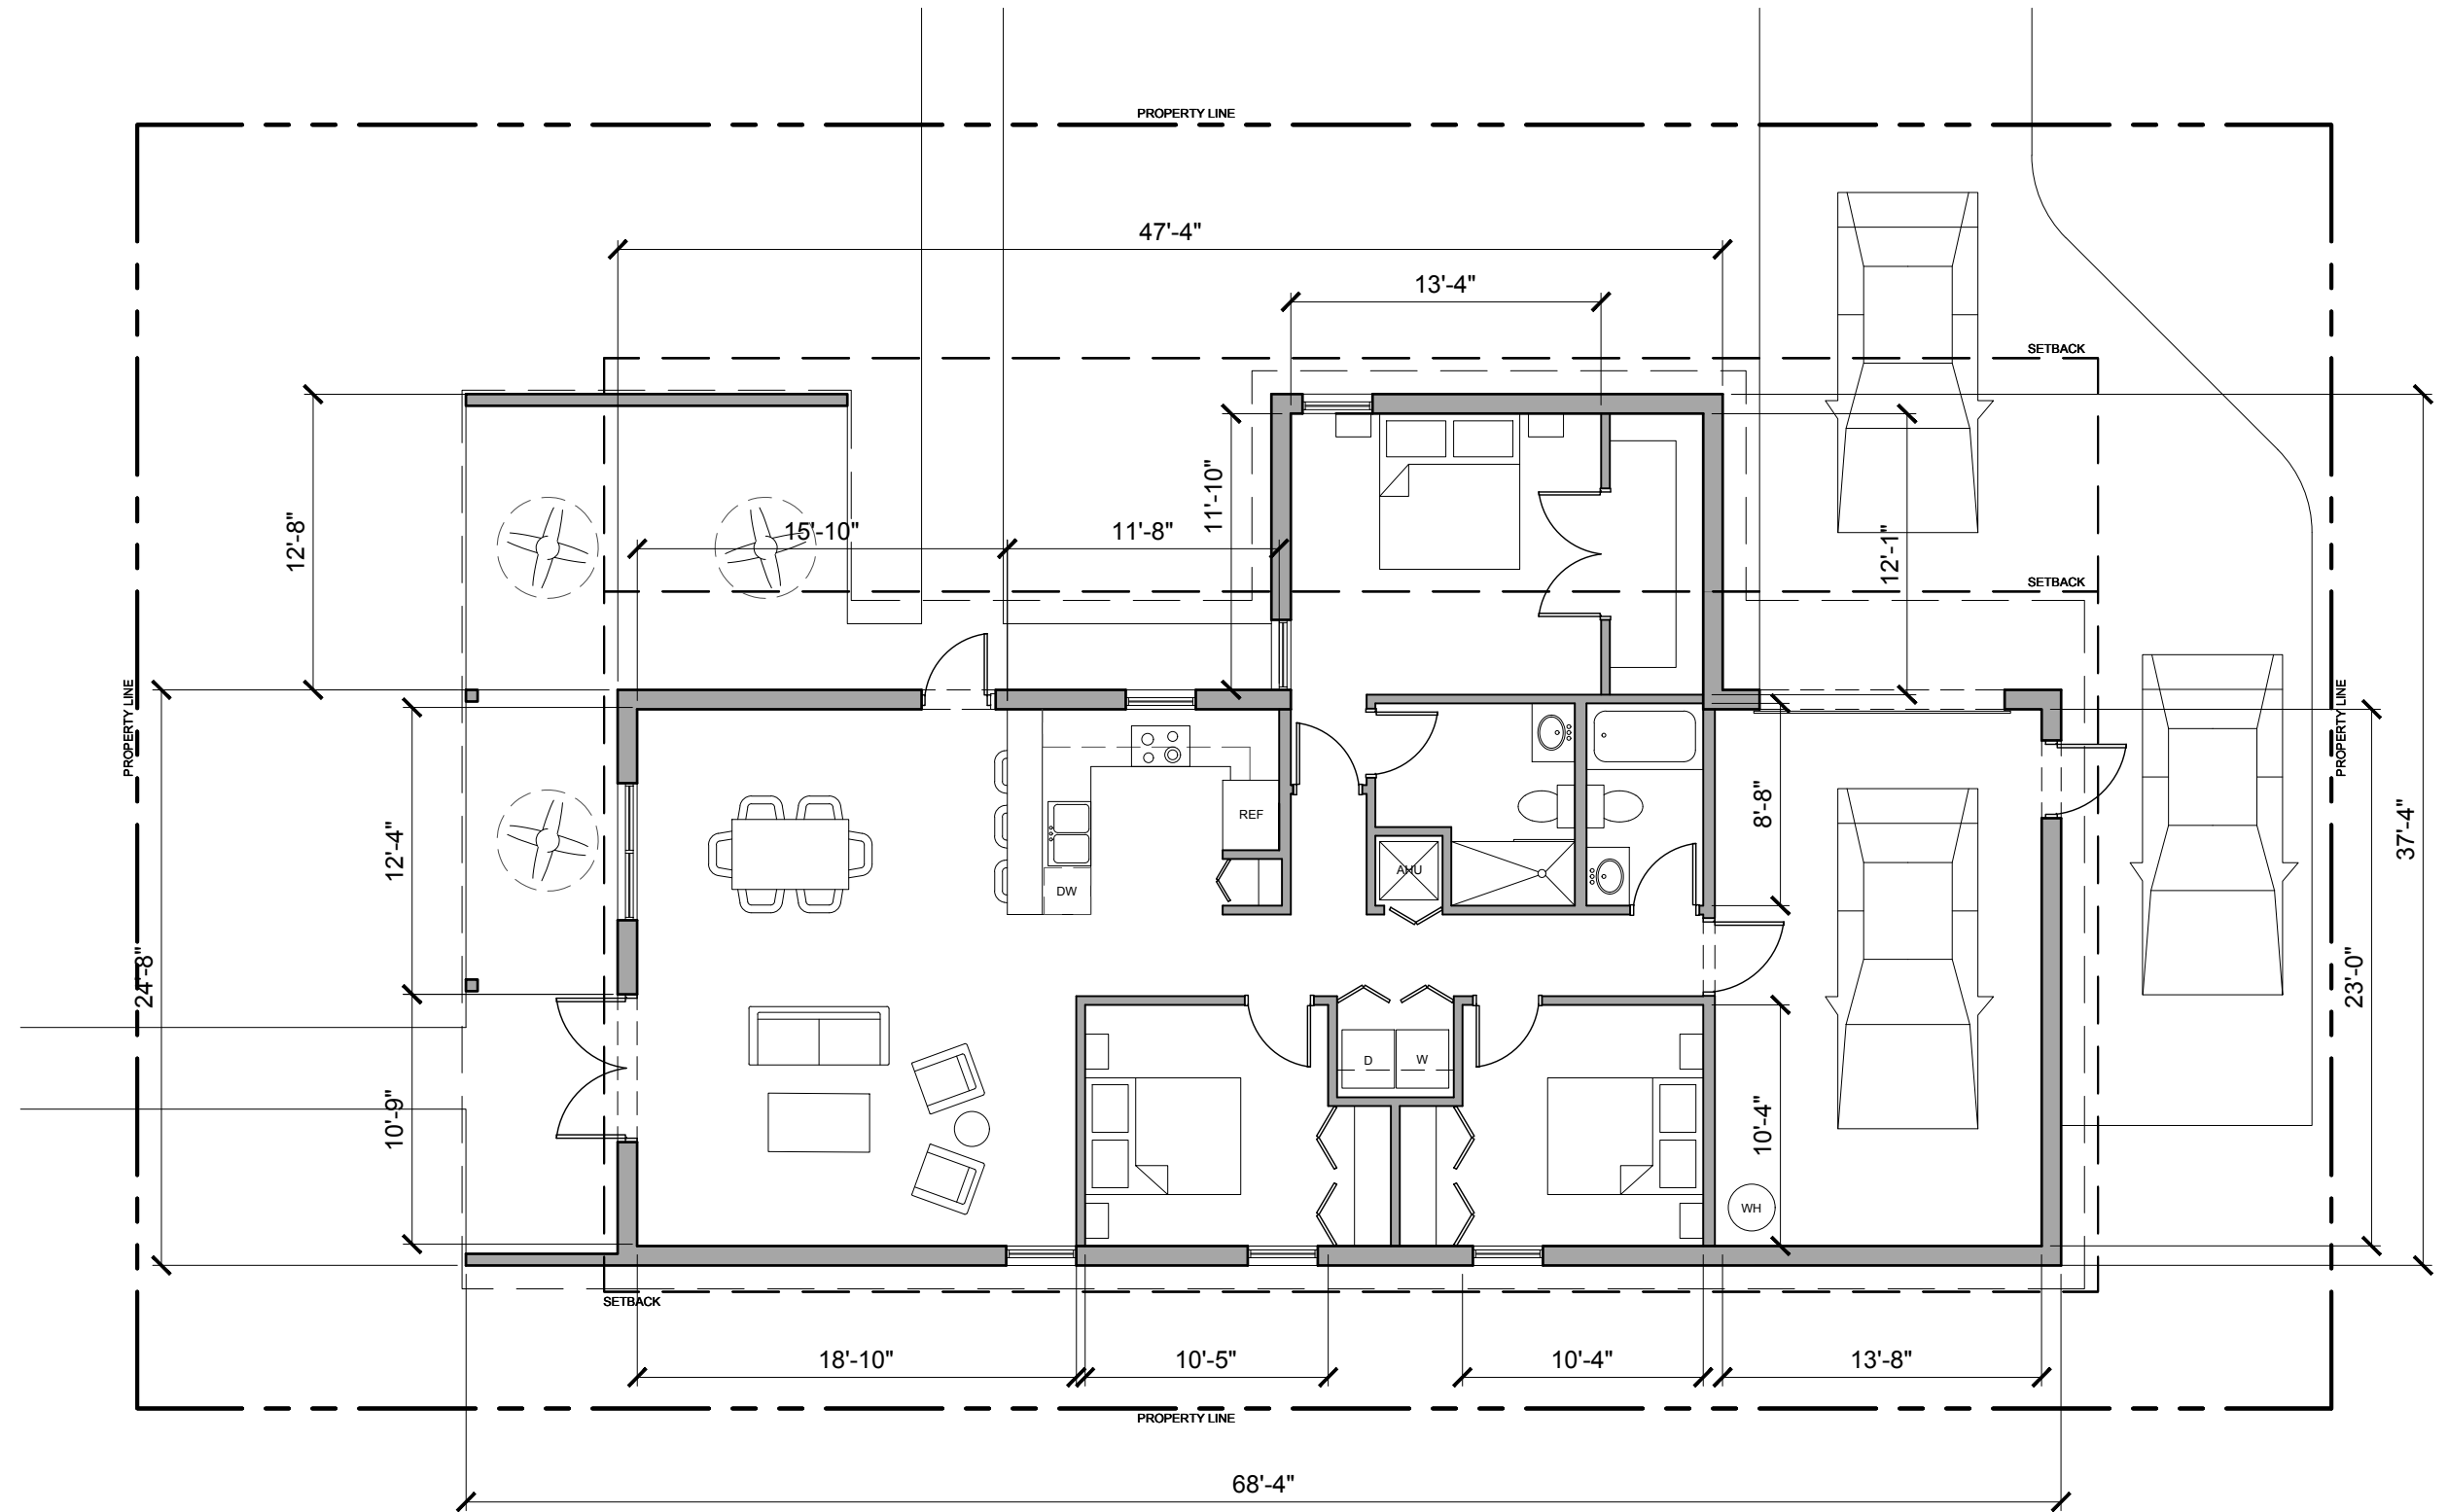 PROPERTY LINE
47'-4"
13'-4"
SETBACK
12'-8"
11'-10"
15'-10"
11'-8"
12'-1"
SETBACK
PROPERTY LINE
PROPERTY LINE
8'-8"
REF
12'-4"
37'-4"
AHU
DW
24'-8"
23'-0"
D
W
10'-9"
10'-4"
WH
SETBACK
18'-10"
10'-5"
10'-4"
13'-8"
PROPERTY LINE
68'-4"